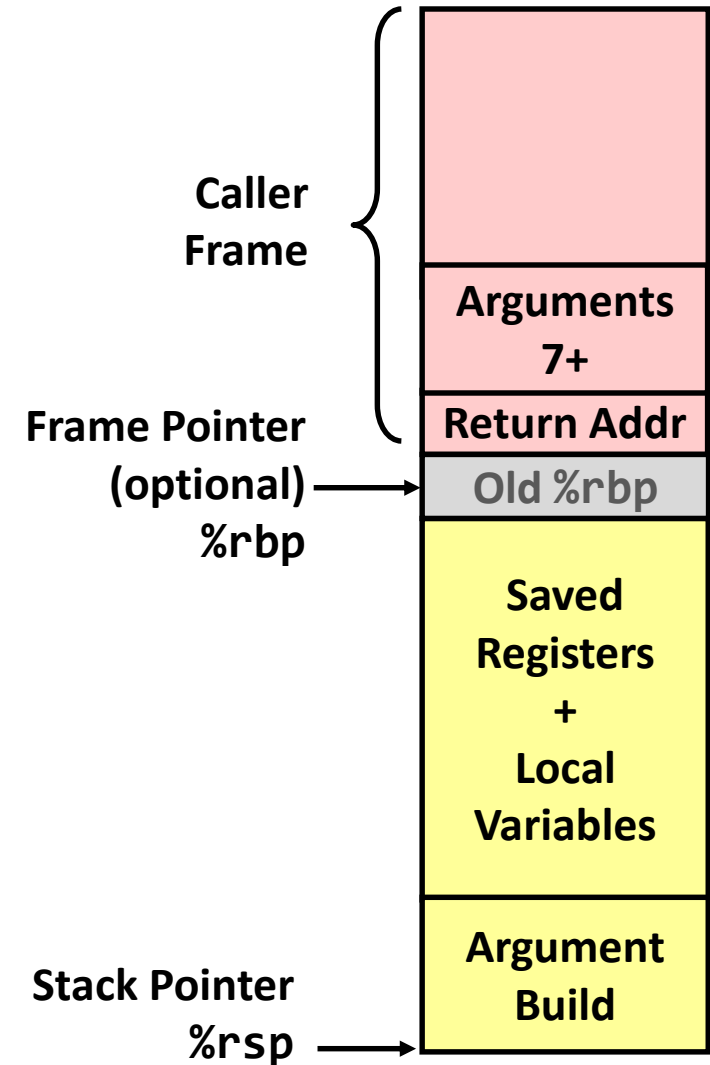 Caller
Frame
Arguments
7+
Return Addr
Frame Pointer
(optional)
%rbp
Old %rbp
Saved
Registers
+
Local
Variables
Argument
Build
Stack Pointer
%rsp